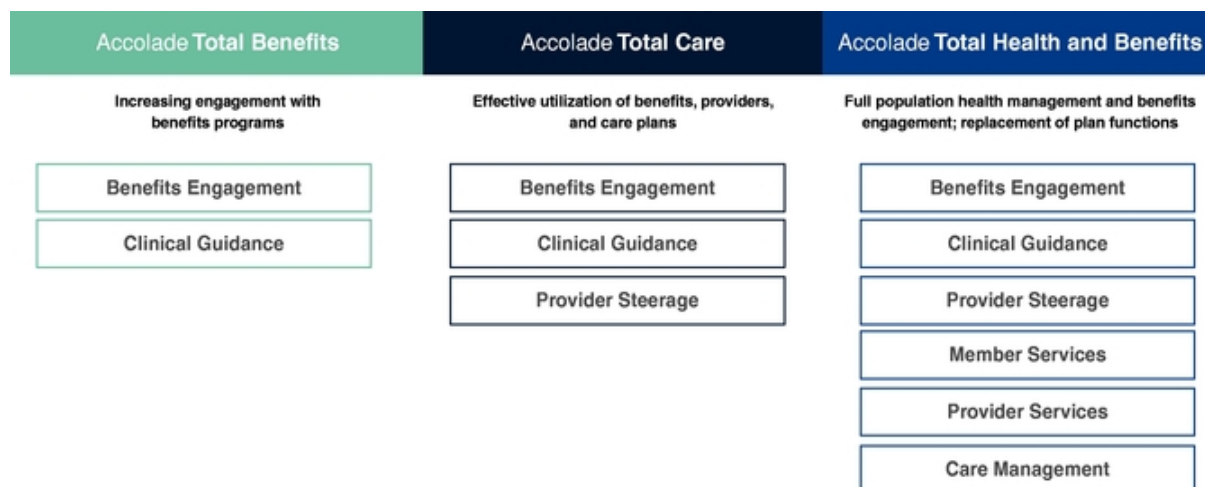 Accolade Total Benefits
Increasing engagement with
benefits programs
Benefits Engagement
Clinical Guidance
Accolade Total Care
Effective utilization of benefits, providers,
and care plans
Benefits Engagement
Clinical Guidance
Provider Steerage
Accolade Total Health and Benefits
Full population health management and benefits
engagement; replacement of plan functions
Benefits Engagement
Clinical Guidance
Provider Steerage
Member Services
Provider Services
Care Management